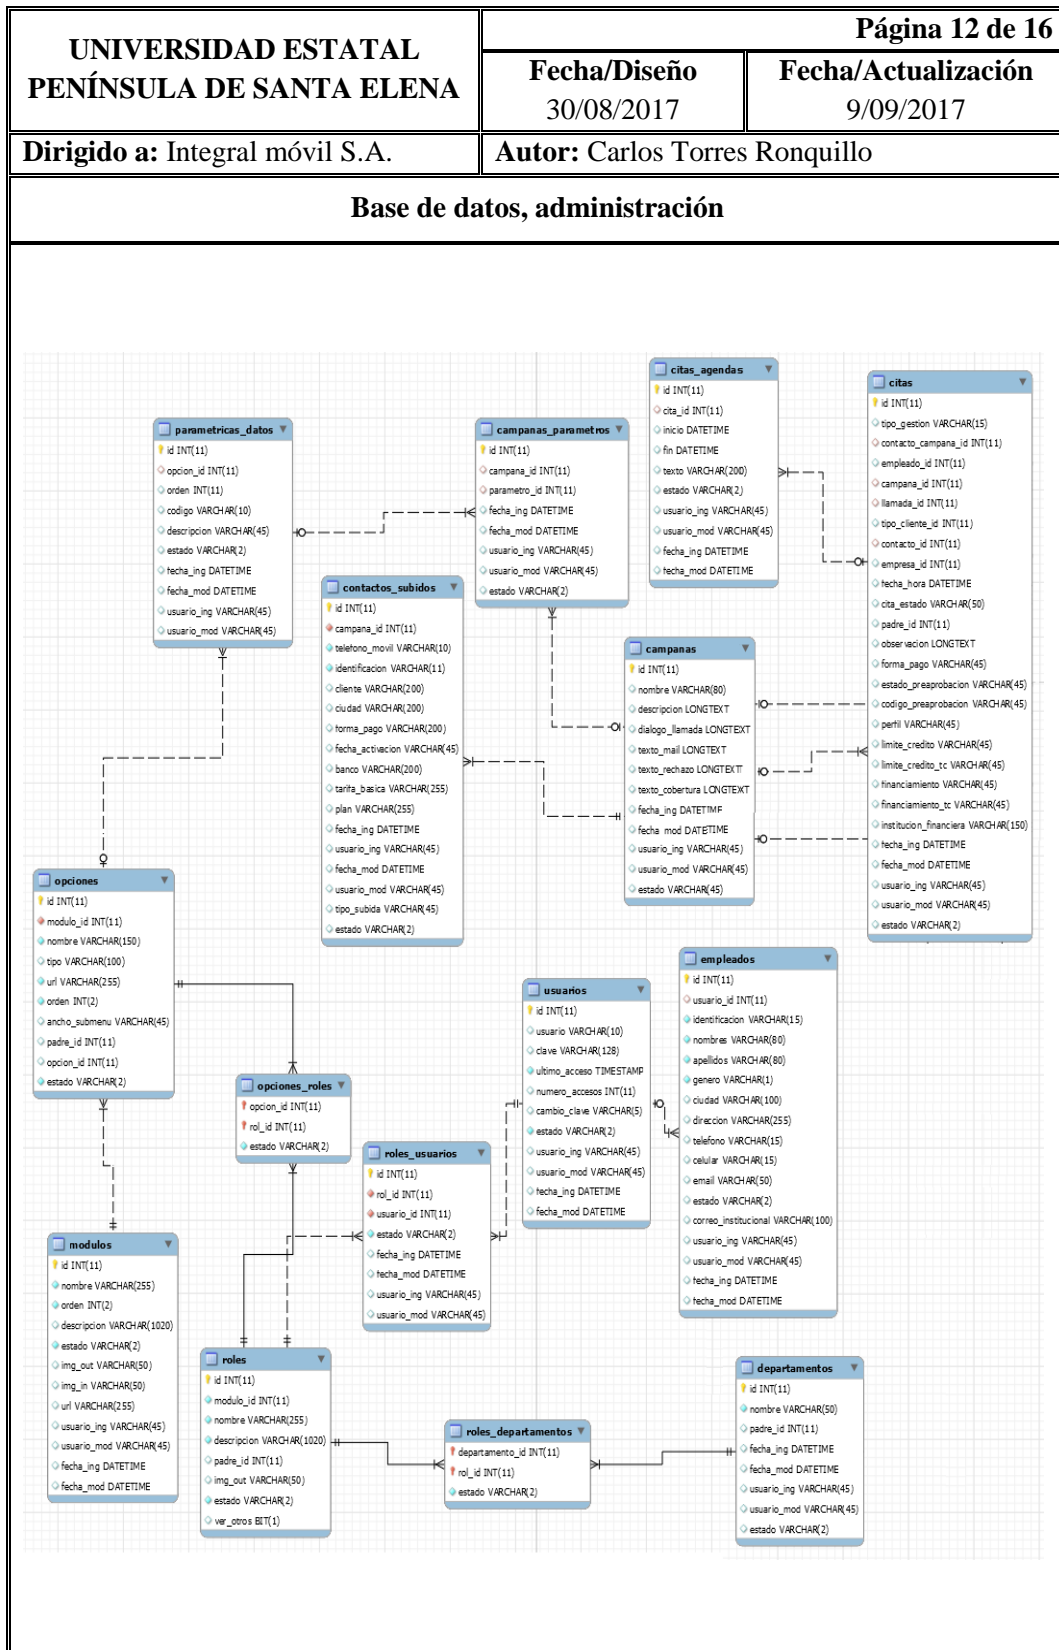 UNIVERSIDAD ESTATAL
PENÍNSULA DE SANTA ELENA
Página 12 de 16
Fecha/Diseño
30/08/2017
Fecha/Actualización
9/09/2017
Dirigido a: Integral móvil S.A.
Autor: Carlos Torres Ronquillo
Base de datos, administración
citas_agendas
id INT(11)
cita_id INT(11)
inicio DATETIME
fin DATETIME
texto VARCHAR(200)
estado VARCHAR(2)
usuario_ing VARCHAR(45)
usuario_mod VARCHAR(45)
fecha_ing DATETIME
fecha_mod DATETIME
citas
id INT(11)
tipo_gestion VARCHAR(15)
contacto_campana_id INT(11)
empleado_id INT(11)
campana_id INT(11)
llamada_id INT(11)
tipo_cliente_id INT(11)
contacto_id INT(11)
empresa_id INT(11)
fecha_hora DATETIME
cita_estado VARCHAR(50)
padre_id INT(11)
observacion LONGTEXT
forma_pago VARCHAR(45)
estado_preaprobacion VARCHAR(45)
codigo_preaprobacion VARCHAR(45)
perfil VARCHAR(45)
limite_credito VARCHAR(45)
limite_credito_tc VARCHAR(45)
financiamiento VARCHAR(45)
financiamiento_tc VARCHAR(45)
institucion_financiera VARCHAR(150)
fecha_ing DATETIME
fecha_mod DATETIME
usuario_ing VARCHAR(45)
usuario_mod VARCHAR(45)
estado VARCHAR(2)
parametricas_datos
id INT(11)
opcion_id INT(11)
orden INT(11)
codigo VARCHAR(10)
descripcion VARCHAR(45)
estado VARCHAR(2)
fecha_ing DATETIME
fecha_mod DATETIME
usuario_ing VARCHAR(45)
usuario_mod VARCHAR(45)
campanas_parametros
id INT(11)
campana_id INT(11)
parametro_id INT(11)
fecha_ing DATETIME
fecha_mod DATETIME
usuario_ing VARCHAR(45)
usuario_mod VARCHAR(45)
estado VARCHAR(2)
contactos_subidos
id INT(11)
campana_id INT(11)
telefono_movil VARCHAR(10)
identificacion VARCHAR(11)
cliente VARCHAR(200)
ciudad VARCHAR(200)
forma_pago VARCHAR(200)
fecha_activacion VARCHAR(45)
banco VARCHAR(200)
tarifa_basica VARCHAR(255)
plan VARCHAR(255)
fecha_ing DATETIME
usuario_ing VARCHAR(45)
fecha_mod DATETIME
usuario_mod VARCHAR(45)
tipo_subida VARCHAR(45)
estado VARCHAR(2)
campanas
id INT(11)
nombre VARCHAR(80)
descripcion LONGTEXT
dialogo_llamada LONGTEXT
texto_mail LONGTEXT
texto_rechazo LONGTEXT
texto_cobertura LONGTEXT
fecha_ing DATETIME
fecha_mod DATETIME
usuario_ing VARCHAR(45)
usuario_mod VARCHAR(45)
estado VARCHAR(45)
opciones
id INT(11)
modulo_id INT(11)
nombre VARCHAR(150)
tipo VARCHAR(100)
url VARCHAR(255)
orden INT(2)
ancho_submenu VARCHAR(45)
padre_id INT(11)
opcion_id INT(11)
estado VARCHAR(2)
empleados
id INT(11)
usuario_id INT(11)
identificacion VARCHAR(15)
nombres VARCHAR(80)
apellidos VARCHAR(80)
genero VARCHAR(1)
ciudad VARCHAR(100)
direccion VARCHAR(255)
telefono VARCHAR(15)
celular VARCHAR(15)
email VARCHAR(50)
estado VARCHAR(2)
correo_institucional VARCHAR(100)
usuario_ing VARCHAR(45)
usuario_mod VARCHAR(45)
fecha_ing DATETIME
fecha_mod DATETIME
usuarios
id INT(11)
usuario VARCHAR(10)
clave VARCHAR(128)
ultimo_acceso TIMESTAMP
numero_accesos INT(11)
cambio_clave VARCHAR(5)
estado VARCHAR(2)
usuario_ing VARCHAR(45)
usuario_mod VARCHAR(45)
fecha_ing DATETIME
fecha_mod DATETIME
opciones_roles
opcion_id INT(11)
rol_id INT(11)
estado VARCHAR(2)
roles_usuarios
id INT(11)
rol_id INT(11)
usuario_id INT(11)
estado VARCHAR(2)
fecha_ing DATETIME
fecha_mod DATETIME
usuario_ing VARCHAR(45)
usuario_mod VARCHAR(45)
modulos
id INT(11)
nombre VARCHAR(255)
orden INT(2)
descripcion VARCHAR(1020)
estado VARCHAR(2)
img_out VARCHAR(50)
img_in VARCHAR(50)
url VARCHAR(255)
usuario_ing VARCHAR(45)
usuario_mod VARCHAR(45)
fecha_ing DATETIME
fecha_mod DATETIME
roles
id INT(11)
modulo_id INT(11)
nombre VARCHAR(255)
descripcion VARCHAR(1020)
padre_id INT(11)
img_out VARCHAR(50)
estado VARCHAR(2)
ver_otros BIT(1)
roles_departamentos
departamento_id INT(11)
rol_id INT(11)
estado VARCHAR(2)
departamentos
id INT(11)
nombre VARCHAR(50)
padre_id INT(11)
fecha_ing DATETIME
fecha_mod DATETIME
usuario_ing VARCHAR(45)
usuario_mod VARCHAR(45)
estado VARCHAR(2)